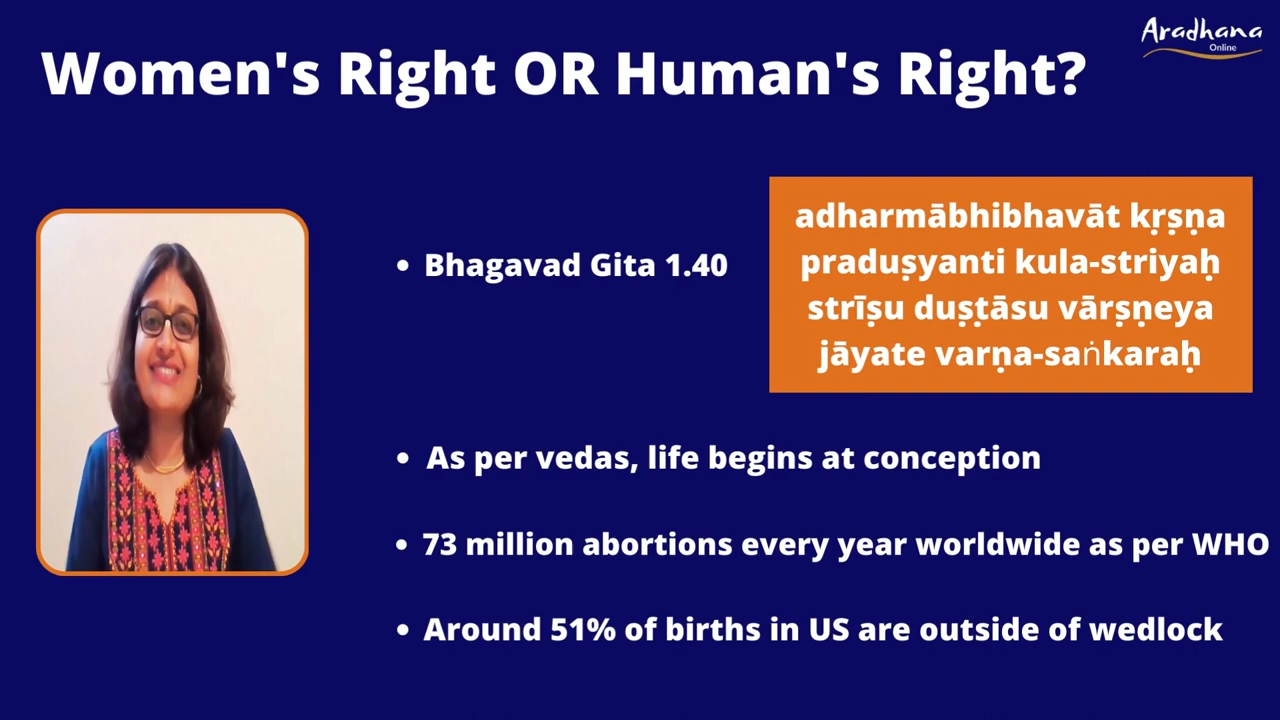 Aradhana
Online
Women's Right OR Human's Right?
• Bhagavad Gita 1.40
adharmābhibhavāt kṛṣṇa
praduṣyanti kula-striyaḥ
strīṣu duṣṭāsu vārṣṇeya
jāyate varṇa-saṅkaraḥ
• As per vedas, life begins at conception
• 73 million abortions every year worldwide as per WHO
• Around 51% of births in US are outside of wedlock